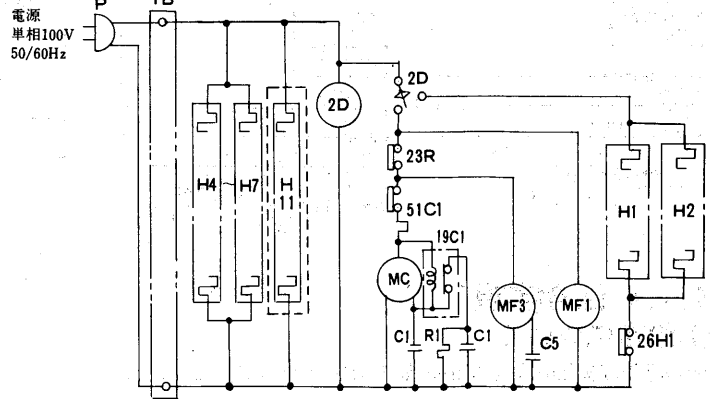 P
TB
電源
単相100V
50/60Hz
2D
2D
23R
H4~H7
H
11
51C1
19C1
H1
H2
MC
MF3
MF1
C1
R1
C1
C5
26H1